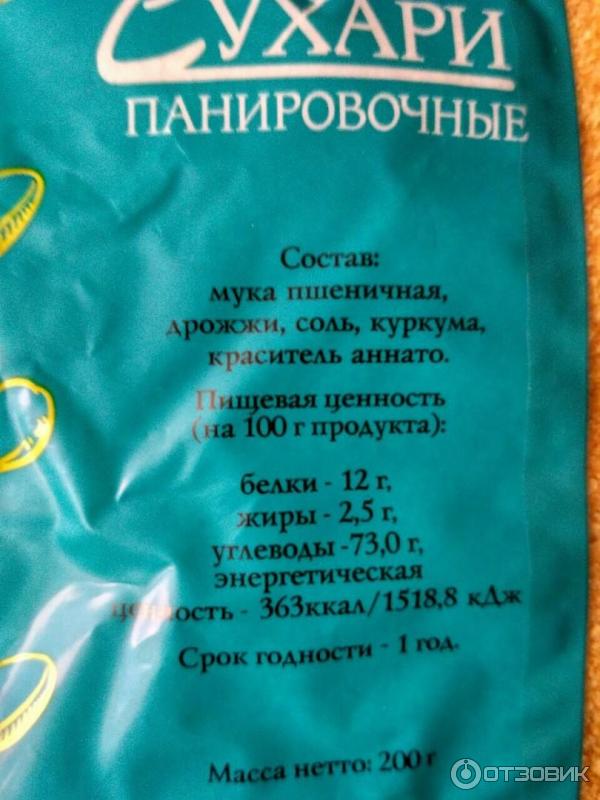 СУХАРИ
ПАНИРОВОЧНЫЕ
Состав:
мука пшеничная,
дрожжи, соль, куркума,
краситель аннато.
Пищевая ценность
(на 100 г продукта):
белки - 12 г,
жиры - 2,5 г,
углеводы -73,0 г,
энергетическая
ценность - 363ккал/1518,8 кДж
Срок годности - 1 год.
Масса нетто: 200 г
ОТЗОВИК